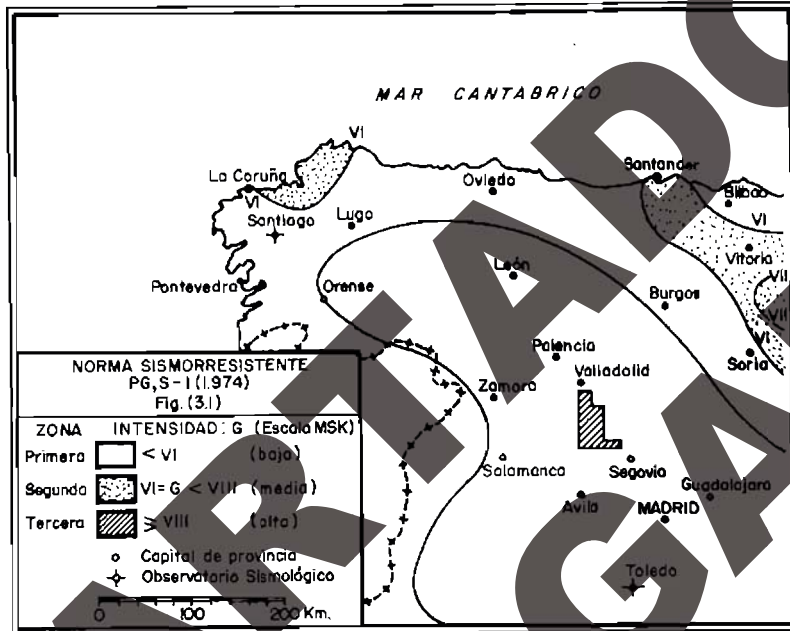 MAR CANTABRICO
VI
La Coruña
VI
Santiago
Lugo
Oviedo
Santander
Bilbao
VI
Vitoria
VII
VII
León
Pontevedra
Orense
Burgos
VI
Soria
Palencia
Valladolid
Zamora
Salamanca
Segovia
Guadalajara
Avila
MADRID
Toledo
NORMA SISMORRESISTENTE
PG,S-1(1.974)
Fig.(3.1)
ZONA INTENSIDAD: G (Escala MSK)
Primera < VI (baja)
Segunda VI= G < VIII (media)
Tercera ⩾ VIII (alta)
Capital de província
Observatorio Sismológico
0 100 200 Km.